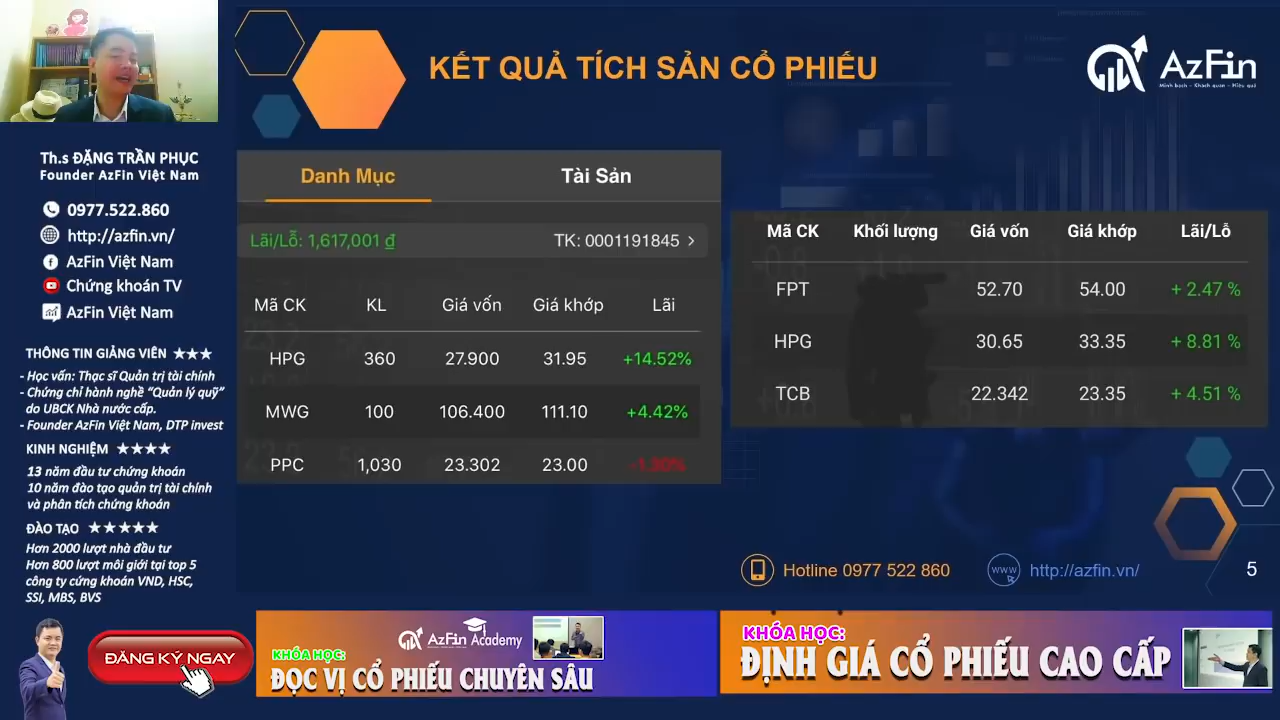 KẾT QUẢ TÍCH SẢN CỔ PHIẾU
AzFin
Minh bạch - Khách quan - Hiệu quả
Th.s ĐẶNG TRẦN PHỤC
Founder AzFin Việt Nam
0977.522.860
http://azfin.vn/
AzFin Việt Nam
Chứng khoán TV
AzFin Việt Nam
THÔNG TIN GIẢNG VIÊN ★★★
- Học vấn: Thạc sĩ Quản trị tài chính
- Chứng chỉ hành nghề "Quản lý quỹ"
do UBCK Nhà nước cấp.
- Founder AzFin Việt Nam, DTP invest
KINH NGHIỆM ★★★★
13 năm đầu tư chứng khoán
10 năm đào tạo quản trị tài chính
và phân tích chứng khoán
ĐÀO TẠO ★★★★★
Hơn 2000 lượt nhà đầu tư
Hơn 800 lượt môi giới tại top 5
công ty cứng khoán VND, HSC,
SSI, MBS, BVS
ĐĂNG KÝ NGAY
Danh Mục Tài Sản
Lãi/Lỗ: 1,617,001 đ TK: 0001191845 >
Mã CK KL Giá vốn Giá khớp Lãi
HPG 360 27.900 31.95 +14.52%
MWG 100 106.400 111.10 +4.42%
PPC 1,030 23.302 23.00 -1.30%
Mã CK Khối lượng Giá vốn Giá khớp Lãi/Lỗ
FPT 52.70 54.00 + 2.47 %
HPG 30.65 33.35 + 8.81 %
TCB 22.342 23.35 + 4.51 %
Hotline 0977 522 860
www
http://azfin.vn/
5
AzFin Academy
KHÓA HỌC:
ĐỌC VỊ CỔ PHIẾU CHUYÊN SÂU
KHÓA HỌC:
ĐỊNH GIÁ CỔ PHIẾU CAO CẤP